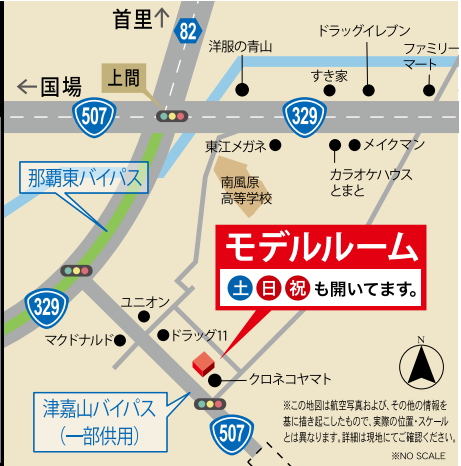 首里
82
洋服の青山
ドラッグイレブン
ファミリー
マート
すき家
国場
上間
507
329
東江メガネ
メイクマン
カラオケハウス
とまと
那覇東バイパス
南風原
高等学校
モデルルーム
土 日 祝 も開いてます。
329
ユニオン
マクドナルド
ドラッグ11
クロネコヤマト
N
津嘉山バイパス
（一部供用）
507
※この地図は航空写真および、その他の情報を
基に描き起こしたもので、実際の位置・スケール
とは異なります。詳細は現地にてご確認ください。
※NO SCALE